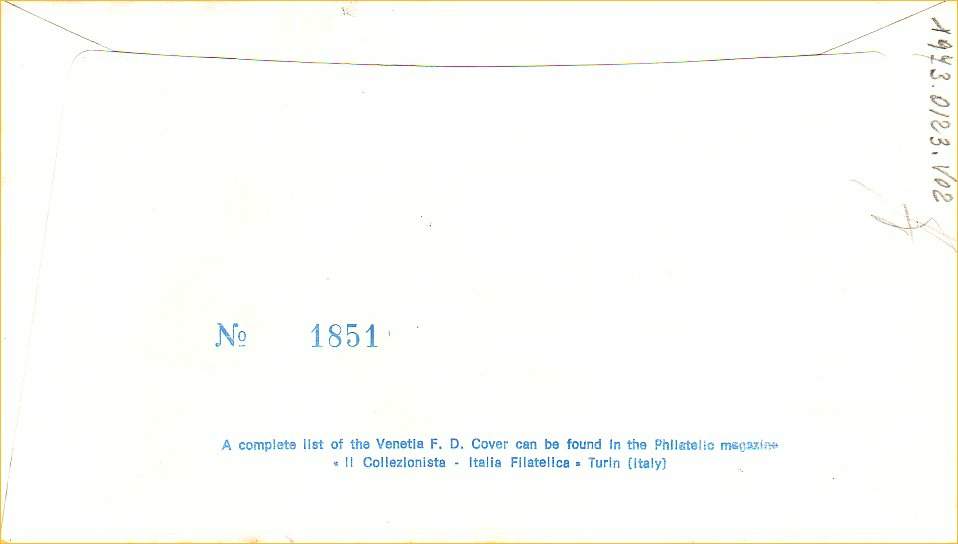 1943.0123.V02
№ 1851
A complete list of the Venetia F. D. Cover can be found in the Philatelic magazine
« Il Collezionista - Italia Filatelica » Turin (Italy)